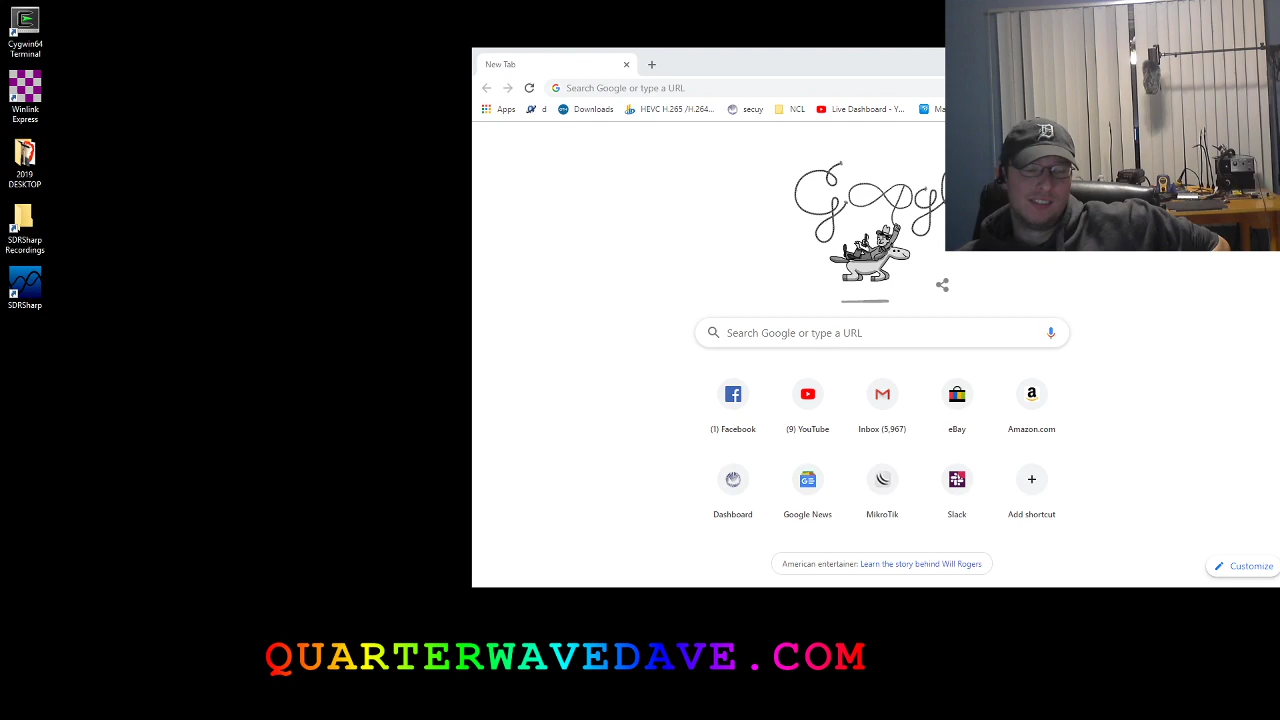 Cygwin64
Terminal
Winlink
Express
2019
DESKTOP
SDRSharp
Recordings
SDRSharp
New Tab
Search Google or type a URL
Apps d Downloads HEVC H.265 /H.264... secuy NCL Live Dashboard - Y... Ma
Googl
Search Google or type a URL
(1) Facebook (9) YouTube Inbox (5,967) eBay Amazon.com
Dashboard Google News MikroTik Slack Add shortcut
American entertainer: Learn the story behind Will Rogers
Customize
QUARTERWAVEDAVE.COM